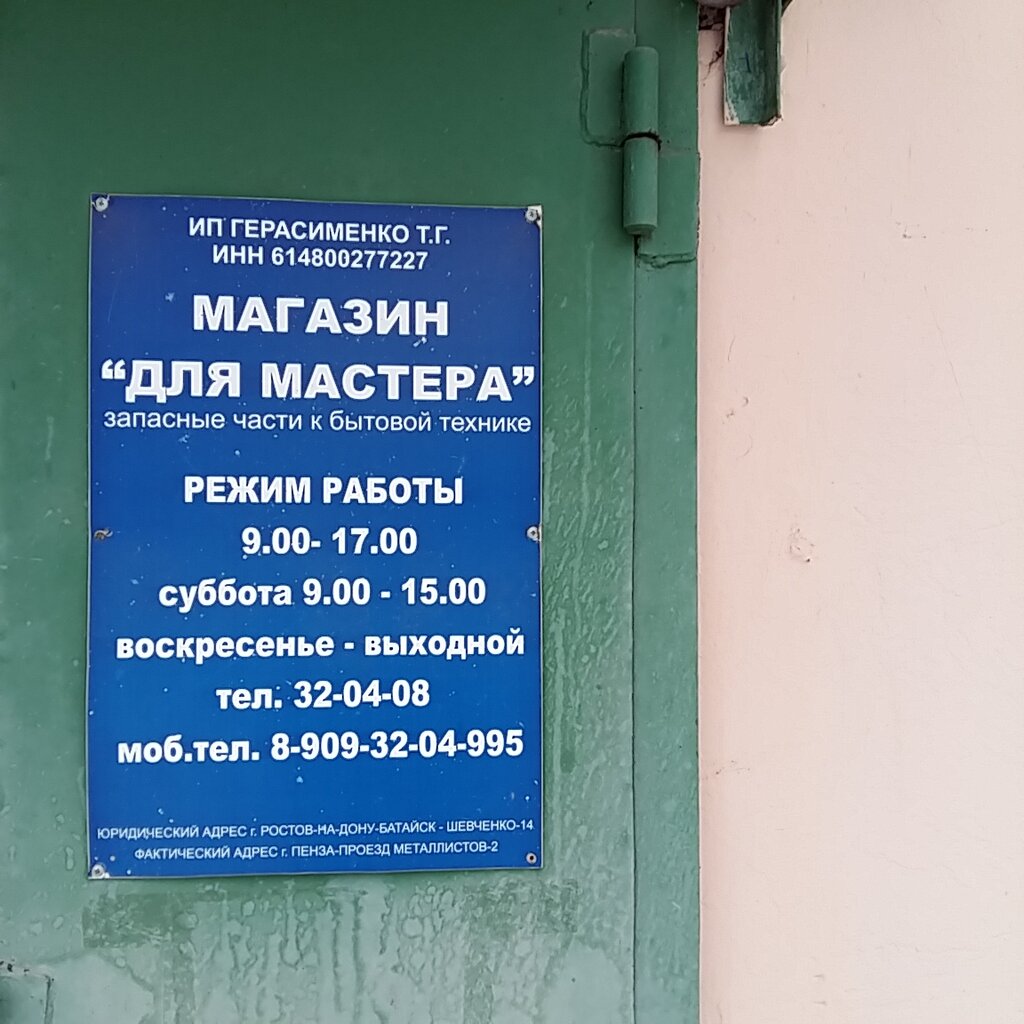 ИП ГЕРАСИМЕНКО Т.Г.
ИНН 614800277227
МАГАЗИН
“ДЛЯ МАСТЕРА”
запасные части к бытовой технике
РЕЖИМ РАБОТЫ
9.00- 17.00
суббота 9.00 - 15.00
воскресенье - выходной
тел. 32-04-08
моб.тел. 8-909-32-04-995
ЮРИДИЧЕСКИЙ АДРЕС г. РОСТОВ-НА-ДОНУ-БАТАЙСК - ШЕВЧЕНКО-14
ФАКТИЧЕСКИЙ АДРЕС г. ПЕНЗА-ПРОЕЗД МЕТАЛЛИСТОВ-2